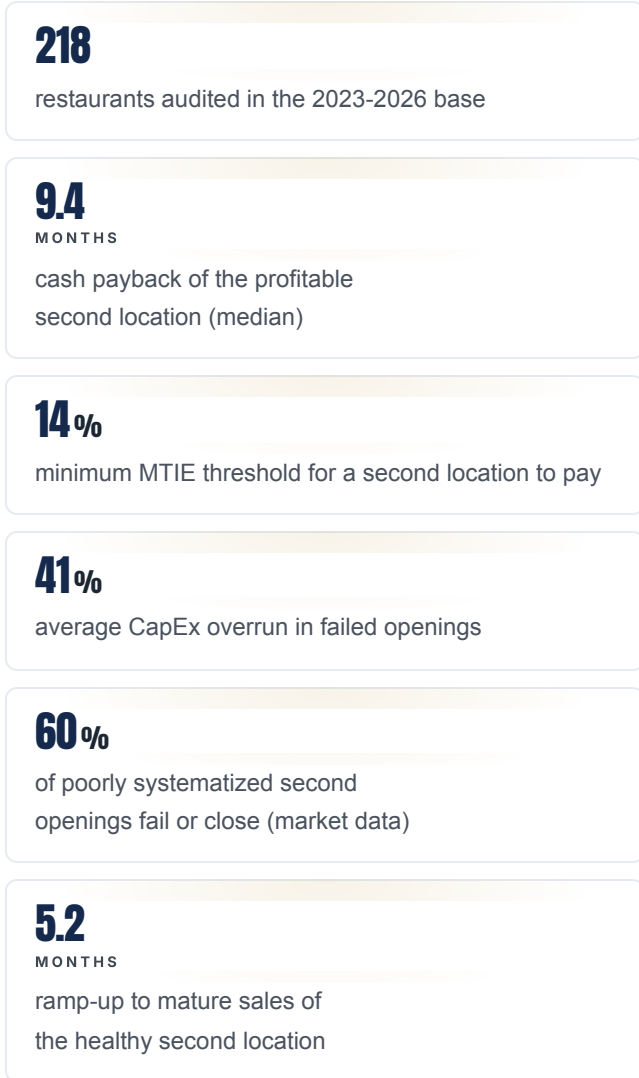 218
restaurants audited in the 2023-2026 base
9.4
MONTHS
cash payback of the profitable
second location (median)
14%
minimum MTIE threshold for a second location to pay
41%
average CapEx overrun in failed openings
60%
of poorly systematized second
openings fail or close (market data)
5.2
MONTHS
ramp-up to mature sales of
the healthy second location